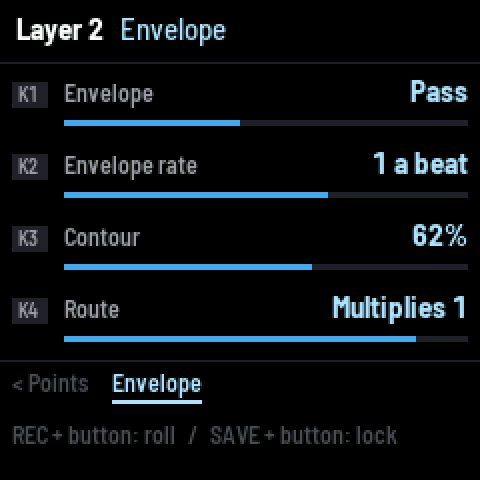 Layer 2 Envelope
K1 Envelope Pass
K2 Envelope rate 1 a beat
K3 Contour 62%
K4 Route Multiplies 1
< Points Envelope
REC + button: roll / SAVE + button: lock